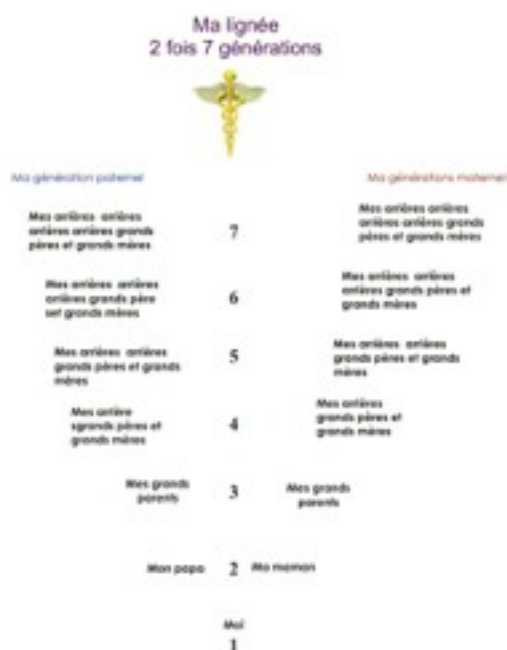 Ma lignée
2 fois 7 générations
Ma génération paternel
Ma générations maternel
Mes arrières arrières
arrières arrières grands
pères et grands mères
7
Mes arrières arrières
arrières arrières grands
pères et grands mères
Mes arrières arrières
arrières grands père
set grands mères
6
Mes arrières arrières
arrières grands pères et
grands mères
Mes arrières arrières
grands pères et grands
mères
5
Mes arrières arrières
grands pères et grands
mères
Mes arrière
sgrands pères et
grands mères
4
Mes arrières
grands pères et
grands mères
Mes grands
parents
3
Mes grands
parents
Mon papa
2
Ma maman
Moi
1